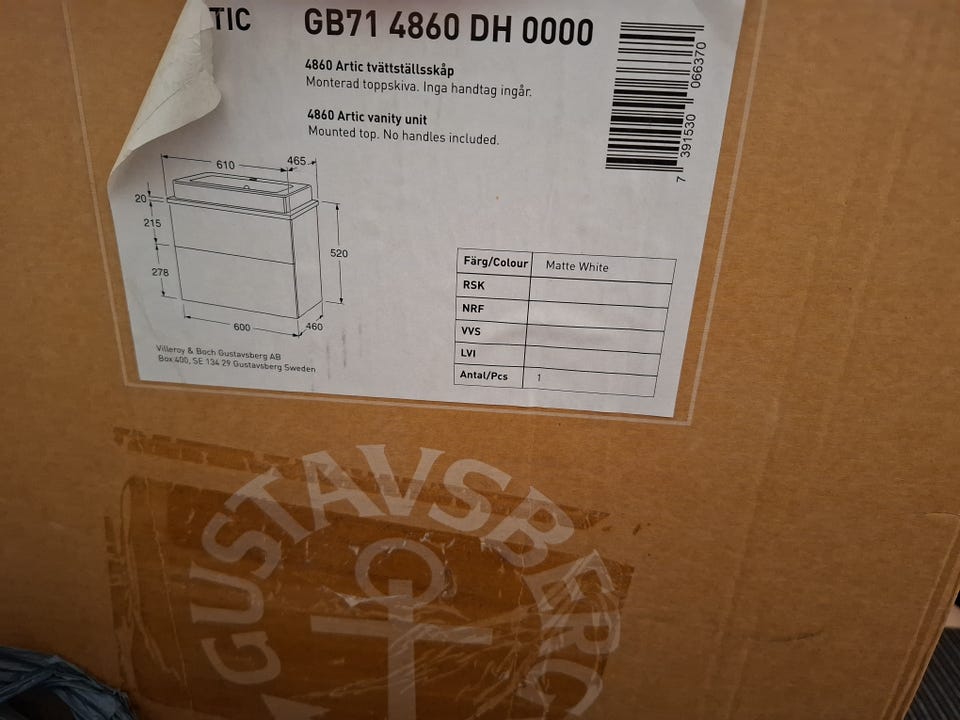 TIC
GB71 4860 DH 0000
4860 Artic tvättställsskåp
Monterad toppskiva. Inga handtag ingår.
4860 Artic vanity unit
Mounted top. No handles included.
7 391530 066370
610
465
20
215
278
520
600
460
Villeroy & Boch Gustavsberg AB
Box 400, SE 134 29 Gustavsberg Sweden
Färg/Colour Matte White
RSK
NRF
VVS
LVI
Antal/Pcs 1
GUSTAVSBERG
G